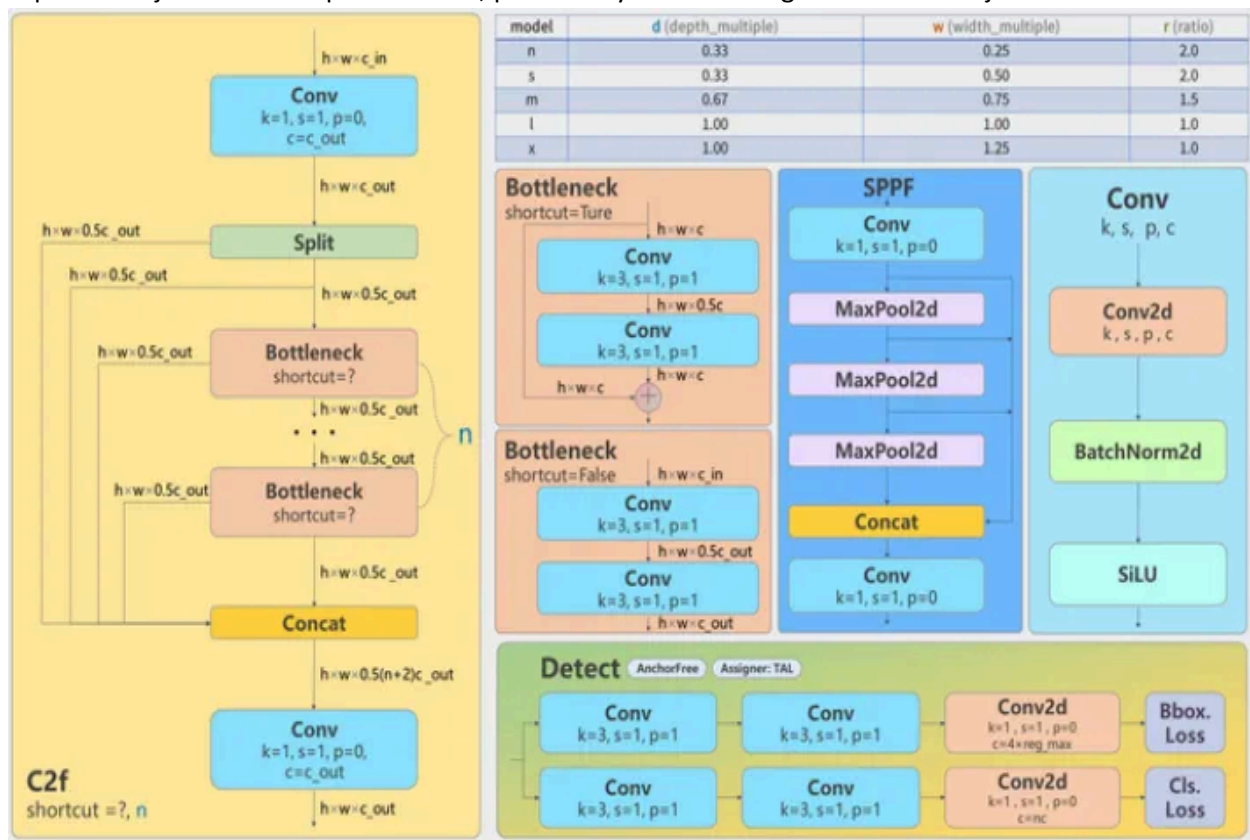 h×w×c_in
Conv
k=1, s=1, p=0,
c=c_out
h×w×c_out
h×w×0.5c_out
Split
h×w×0.5c_out
h×w×0.5c_out
h×w×0.5c_out
Bottleneck
shortcut=?
h×w×0.5c_out
...
n
h×w×0.5c_out
h×w×0.5c_out
Bottleneck
shortcut=?
h×w×0.5c_out
Concat
h×w×0.5(n+2)c_out
Conv
k=1, s=1, p=0,
c=c_out
C2f
shortcut =?, n
h×w×c_out
model d (depth_multiple) w (width_multiple) r (ratio)
n 0.33 0.25 2.0
s 0.33 0.50 2.0
m 0.67 0.75 1.5
l 1.00 1.00 1.0
x 1.00 1.25 1.0
Bottleneck
shortcut=Ture
h×w×c
Conv
k=3, s=1, p=1
h×w×0.5c
Conv
k=3, s=1, p=1
h×w×c
h×w×c
+
Bottleneck
shortcut=False
h×w×c_in
Conv
k=3, s=1, p=1
h×w×0.5c_out
Conv
k=3, s=1, p=1
h×w×c_out
SPPF
Conv
k=1, s=1, p=0
MaxPool2d
MaxPool2d
MaxPool2d
Concat
Conv
k=1, s=1, p=0
Conv
k, s, p, c
Conv2d
k, s, p, c
BatchNorm2d
SiLU
Detect AnchorFree Assigner: TAL
Conv
k=3, s=1, p=1
Conv
k=3, s=1, p=1
Conv2d
k=1, s=1, p=0
c=4×reg_max
Bbox.
Loss
Conv
k=3, s=1, p=1
Conv
k=3, s=1, p=1
Conv2d
k=1, s=1, p=0
c=nc
Cls.
Loss